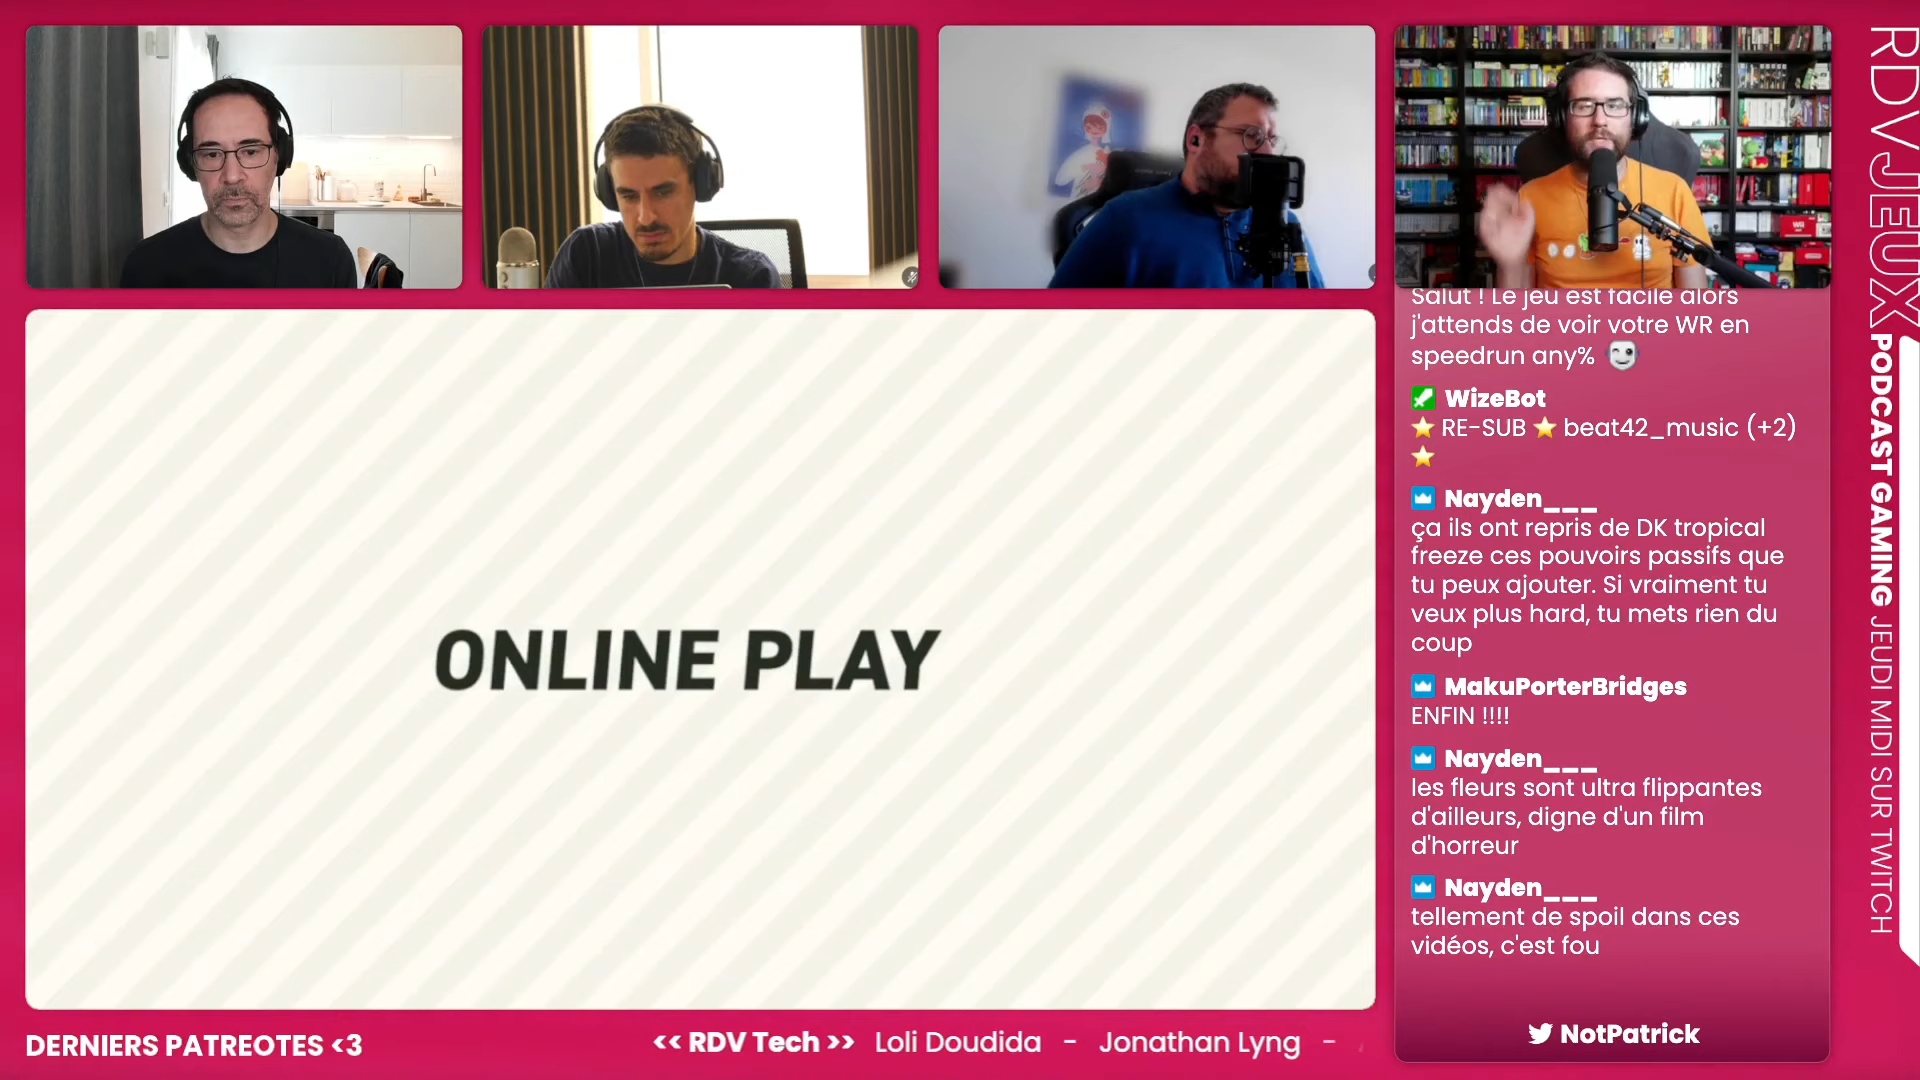 Salut ! Le jeu est facile alors
j'attends de voir votre WR en
speedrun any%
WizeBot
RE-SUB beat42_music (+2)
Nayden___
ça ils ont repris de DK tropical
freeze ces pouvoirs passifs que
tu peux ajouter. Si vraiment tu
veux plus hard, tu mets rien du
coup
MakuPorterBridges
ENFIN !!!!
Nayden___
les fleurs sont ultra flippantes
d'ailleurs, digne d'un film
d'horreur
Nayden___
tellement de spoil dans ces
vidéos, c'est fou
NotPatrick
ONLINE PLAY
DERNIERS PATREOTES <3
<< RDV Tech >> Loli Doudida - Jonathan Lyng -
RDV JEUX
PODCAST GAMING JEUDI MIDI SUR TWITCH